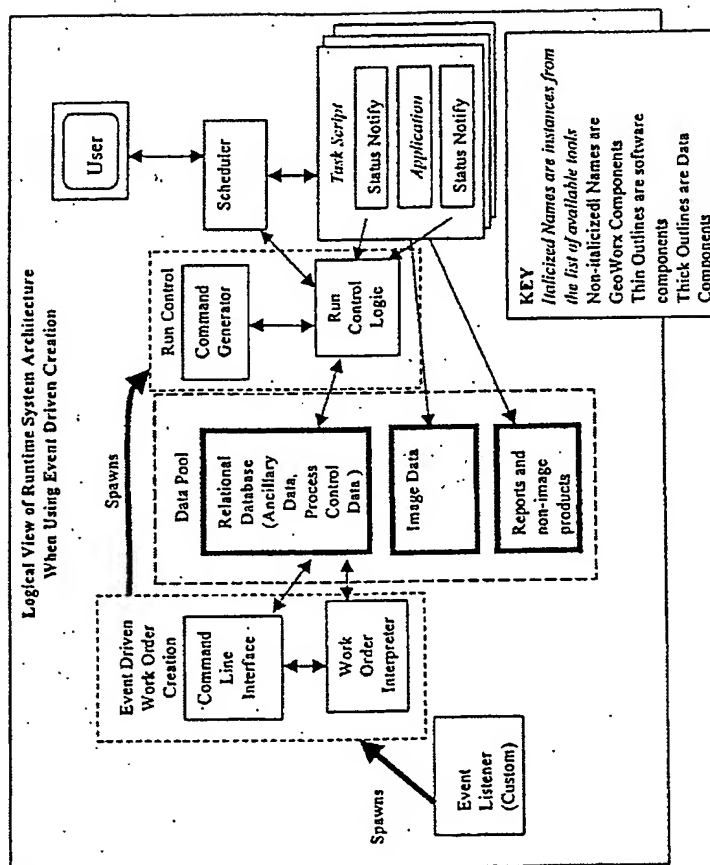 Logical View of Runtime System Architecture
When Using Event Driven Creation
Spawns
Event Driven
Work Order
Creation
Command
Line
Interface
Work
Order
Interpreter
Spawns
Event
Listener
(Custom)
Data Pool
Relational
Database
(Ancillary
Data,
Process
Control
Data )
Image Data
Reports and
non-image
products
Run Control
Command
Generator
Run
Control
Logic
User
Scheduler
Task Script
Status Notify
Application
Status Notify
KEY
Italicized Names are instances from
the list of available tools
Non-italicized Names are
GeoWorx Components
Thin Outlines are software
components
Thick Outlines are Data
Components